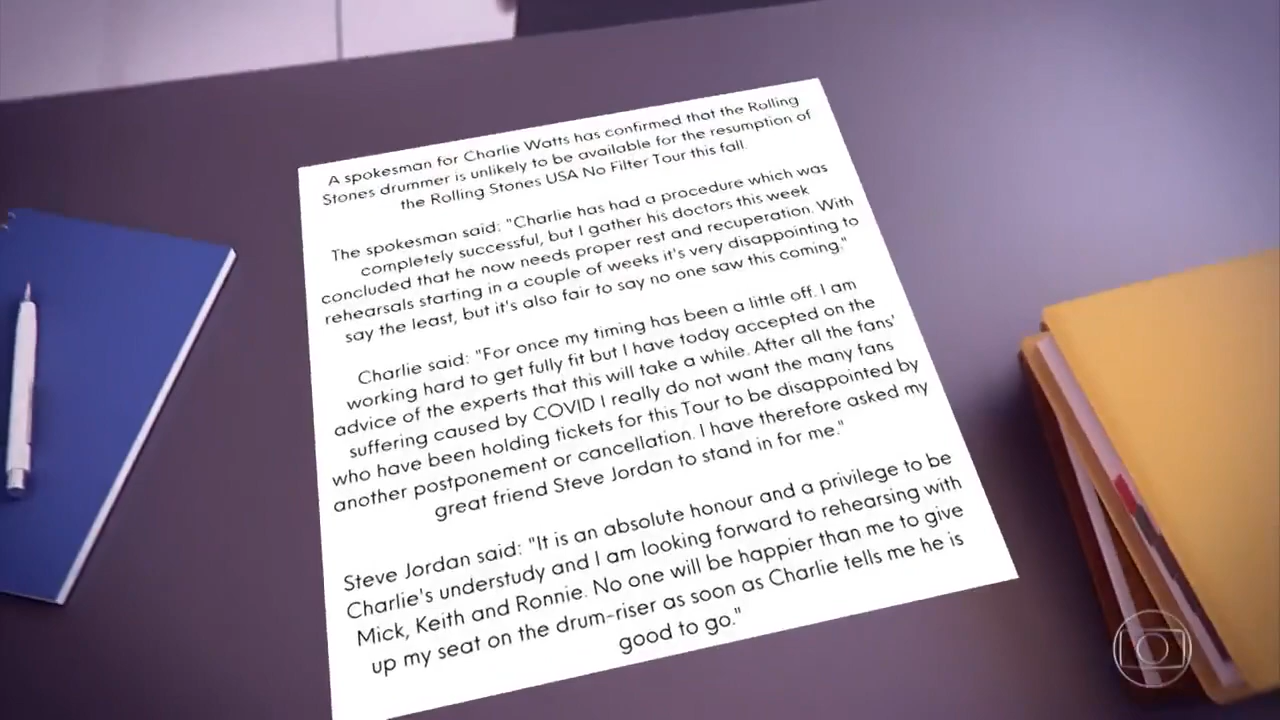 A spokesman for Charlie Watts has confirmed that the Rolling
Stones drummer is unlikely to be available for the resumption of
the Rolling Stones USA No Filter Tour this fall.
The spokesman said: "Charlie has had a procedure which was
completely successful, but I gather his doctors this week
concluded that he now needs proper rest and recuperation. With
rehearsals starting in a couple of weeks it's very disappointing to
say the least, but it's also fair to say no one saw this coming."
Charlie said: "For once my timing has been a little off. I am
working hard to get fully fit but I have today accepted on the
advice of the experts that this will take a while. After all the fans'
suffering caused by COVID I really do not want the many fans
who have been holding tickets for this Tour to be disappointed by
another postponement or cancellation. I have therefore asked my
great friend Steve Jordan to stand in for me."
Steve Jordan said: "It is an absolute honour and a privilege to be
Charlie's understudy and I am looking forward to rehearsing with
Mick, Keith and Ronnie. No one will be happier than me to give
up my seat on the drum-riser as soon as Charlie tells me he is
good to go."